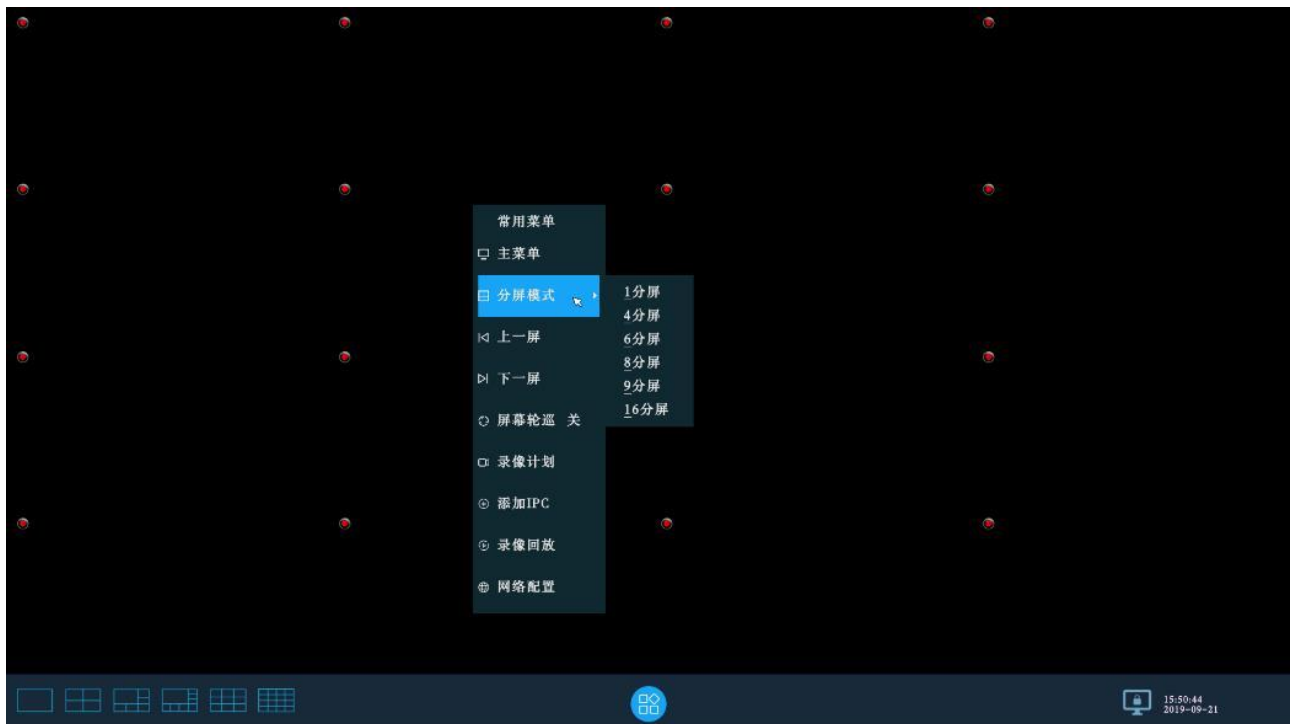 常用菜单
主菜单
分屏模式
上一屏
下一屏
屏幕轮巡 关
录像计划
添加IPC
录像回放
网络配置
1分屏
4分屏
6分屏
8分屏
9分屏
16分屏
15:50:44
2019-09-21